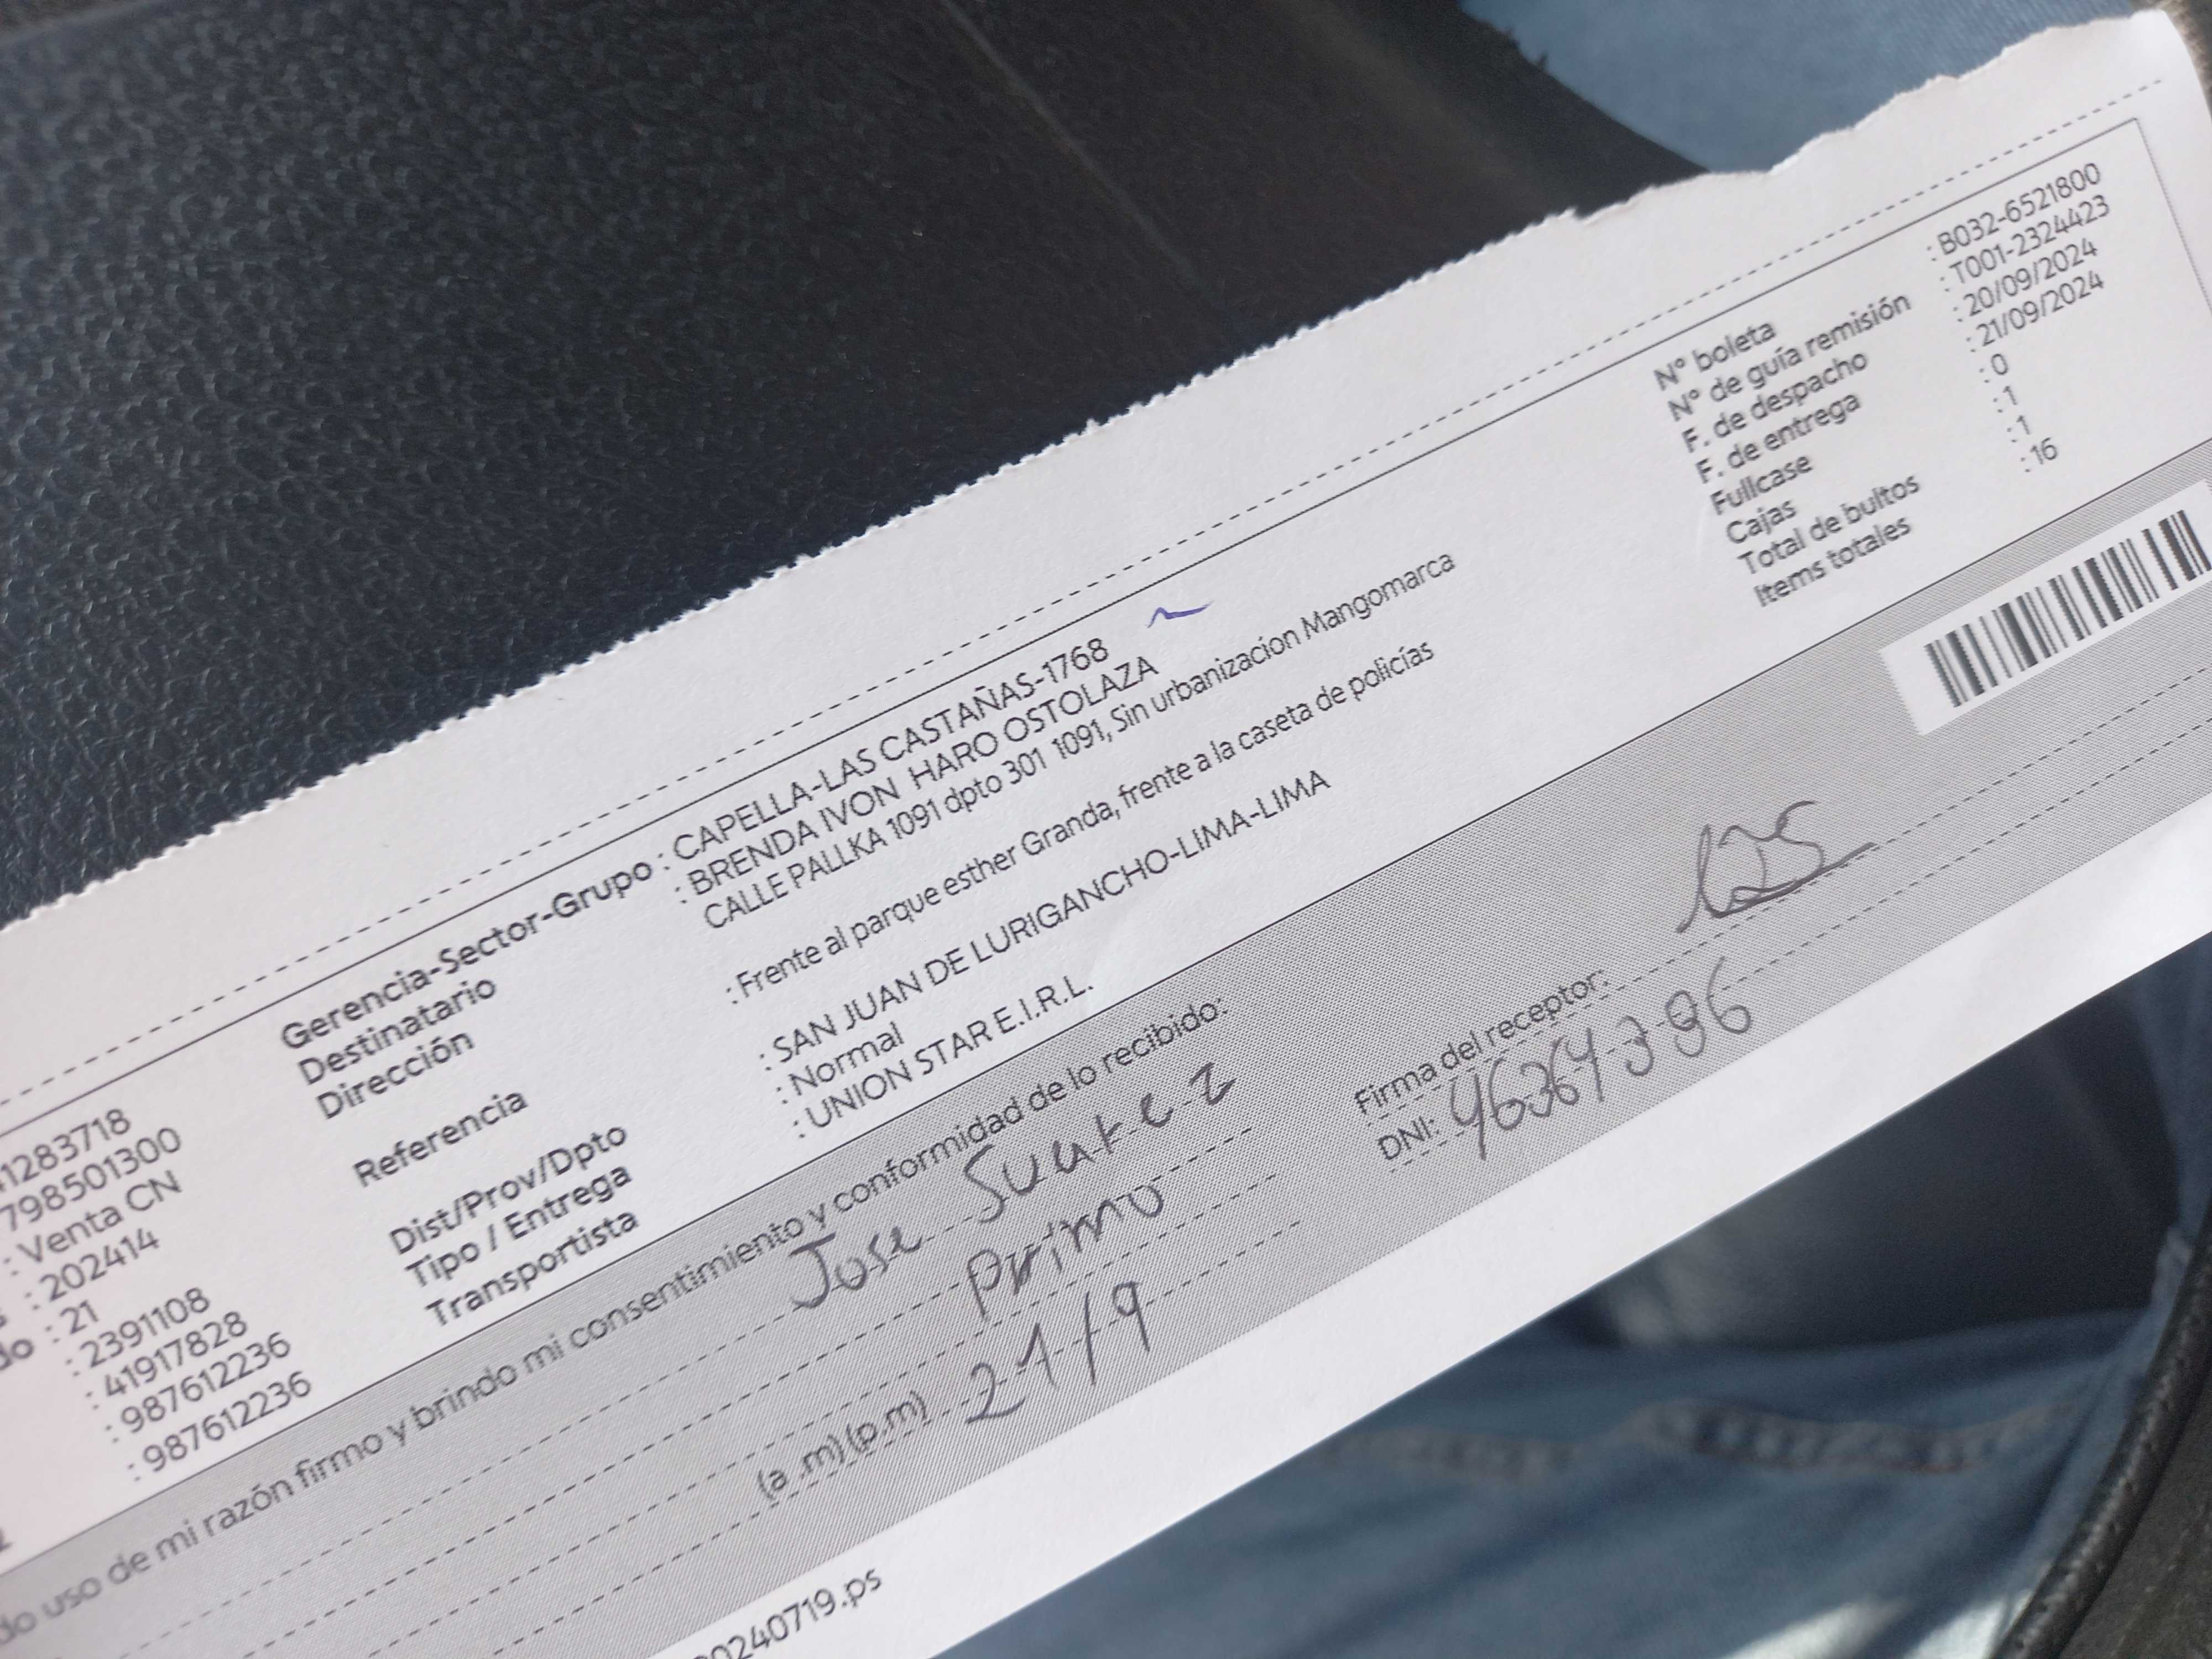 1283718
798501300
: Venta CN
: 202414
do : 21
: 2391108
: 41917828
: 987612236
: 987612236
Gerencia-Sector-Grupo : CAPELLA-LAS CASTAÑAS-1768
Destinatario : BRENDA IVON HARO OSTOLAZA
Dirección CALLE PALLKA 1091 dpto 301 1091, Sin urbanizacion Mangomarca
Referencia : Frente al parque esther Granda, frente a la caseta de policías
Dist/Prov/Dpto : SAN JUAN DE LURIGANCHO-LIMA-LIMA
Tipo / Entrega : Normal
Transportista : UNION STAR E.I.R.L.
N° boleta : B032-6521800
N° de guía remisión : T001-2324423
F. de despacho : 20/09/2024
F. de entrega : 21/09/2024
Fullcase : 0
Cajas : 1
Total de bultos : 1
Items totales : 16
do uso de mi razón firmo y brindo mi consentimiento y conformidad de lo recibido:
Jose Suarez
primo
(a .m) (p.m) 21/9
Firma del receptor:
DNI: 46364396
0240719.ps